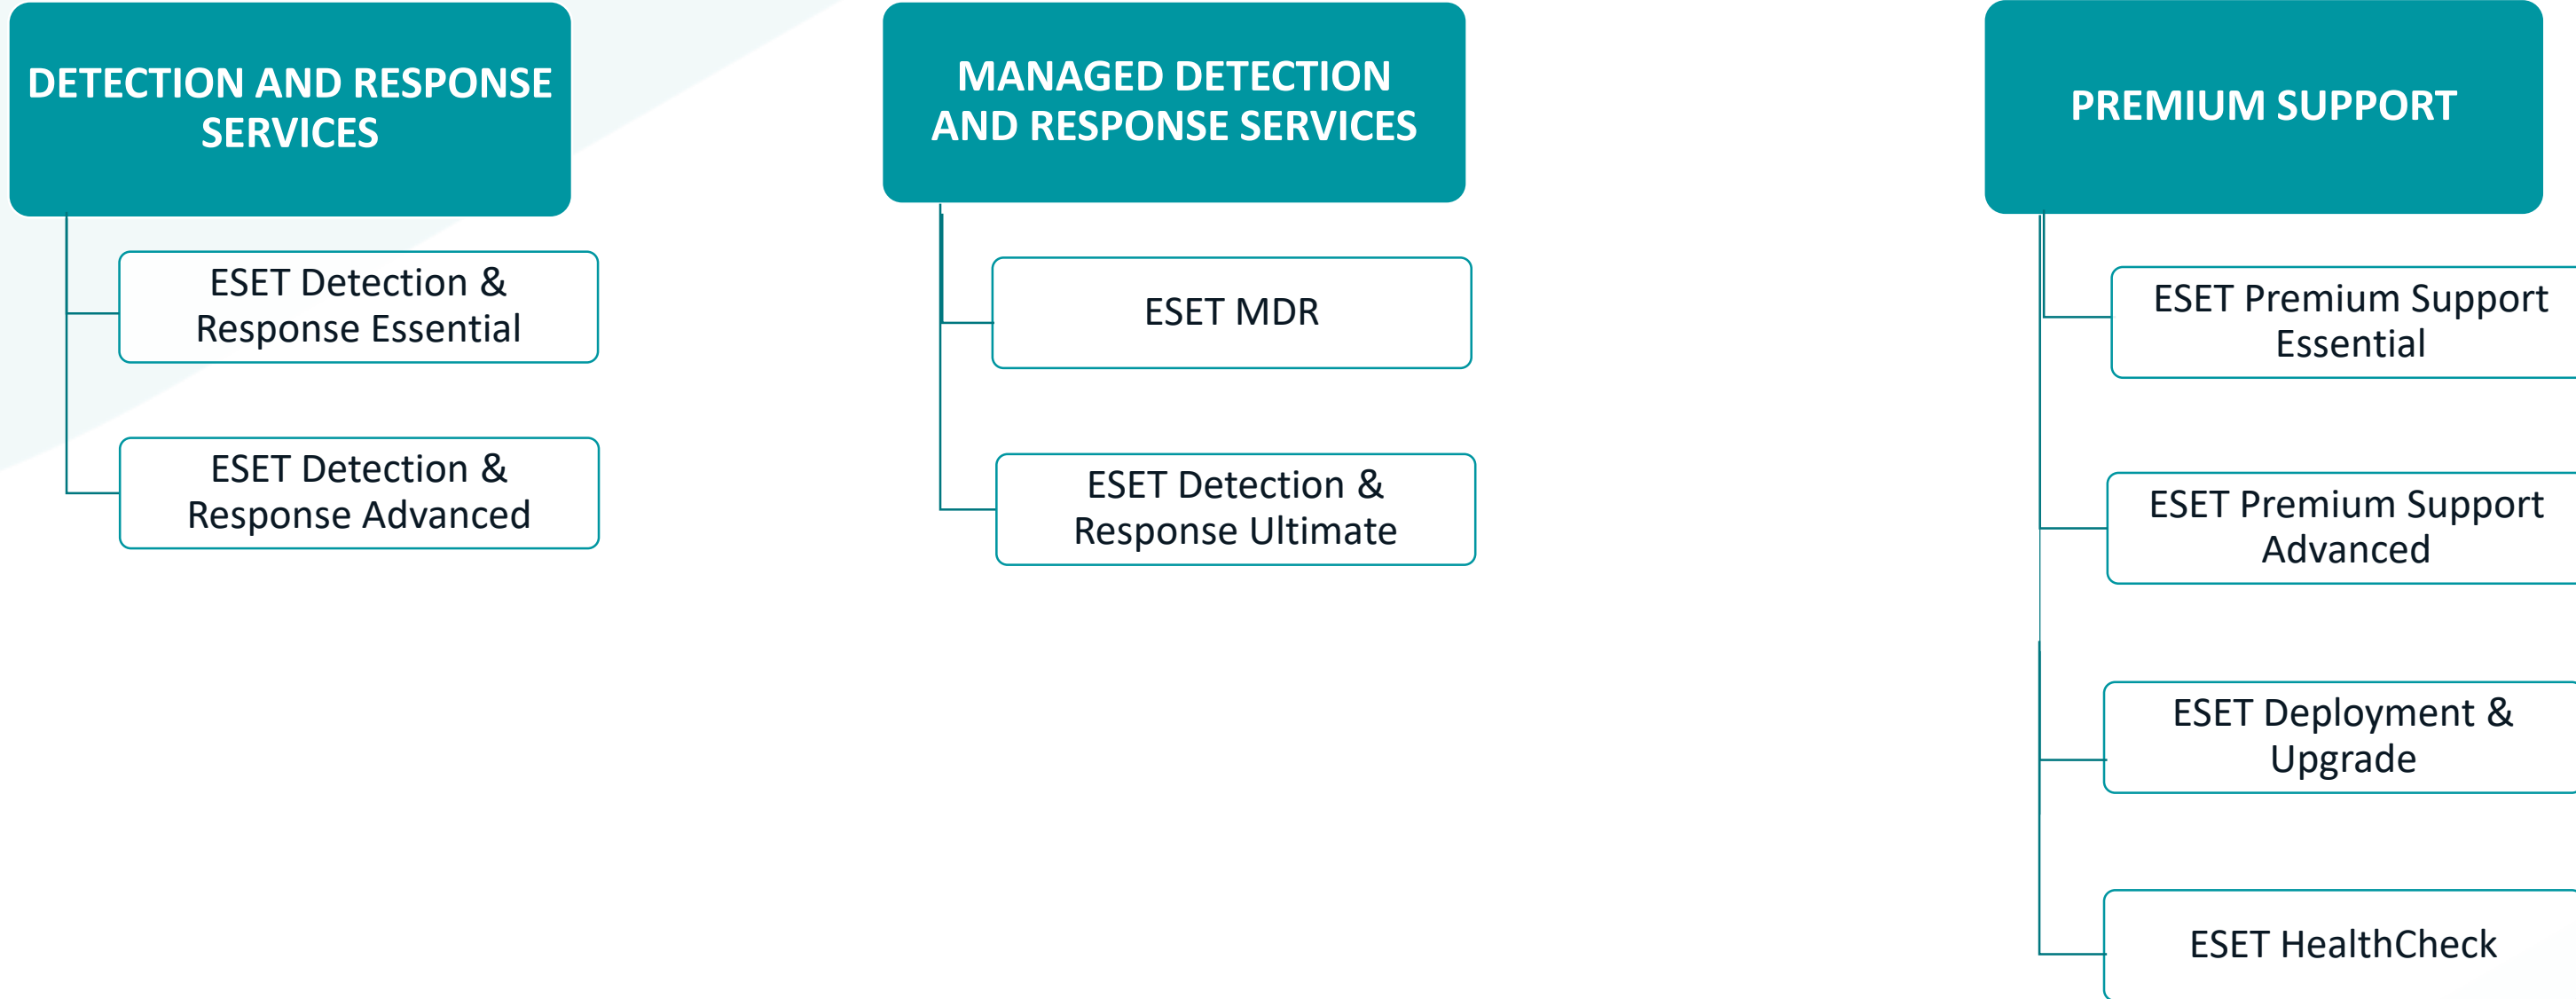 DETECTION AND RESPONSE
SERVICES
ESET Detection &
Response Essential
ESET Detection &
Response Advanced
MANAGED DETECTION
AND RESPONSE SERVICES
ESET MDR
ESET Detection &
Response Ultimate
PREMIUM SUPPORT
ESET Premium Support
Essential
ESET Premium Support
Advanced
ESET Deployment &
Upgrade
ESET HealthCheck